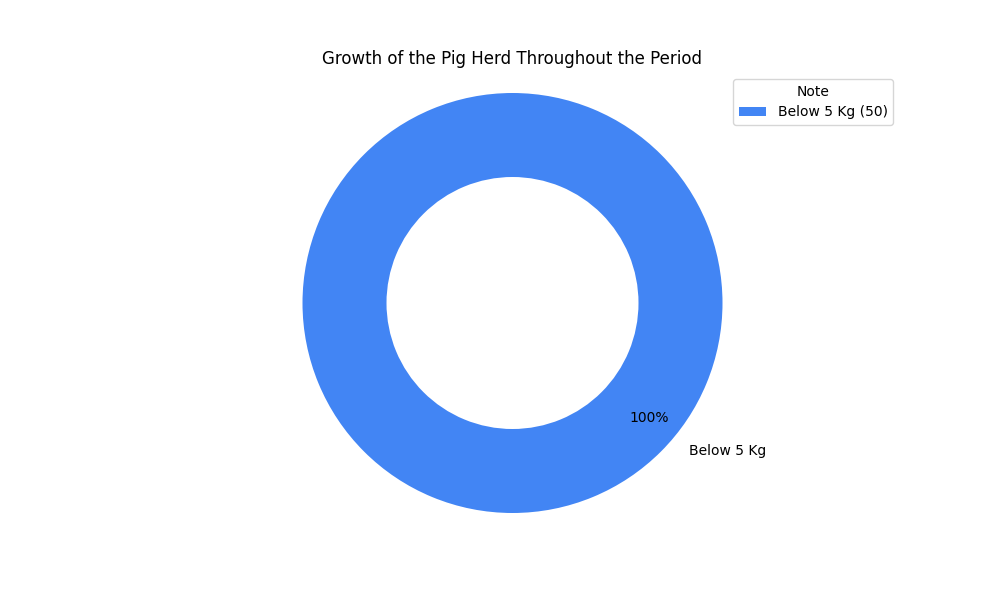 Growth of the Pig Herd Throughout the Period
Note
Below 5 Kg (50)
100%
Below 5 Kg